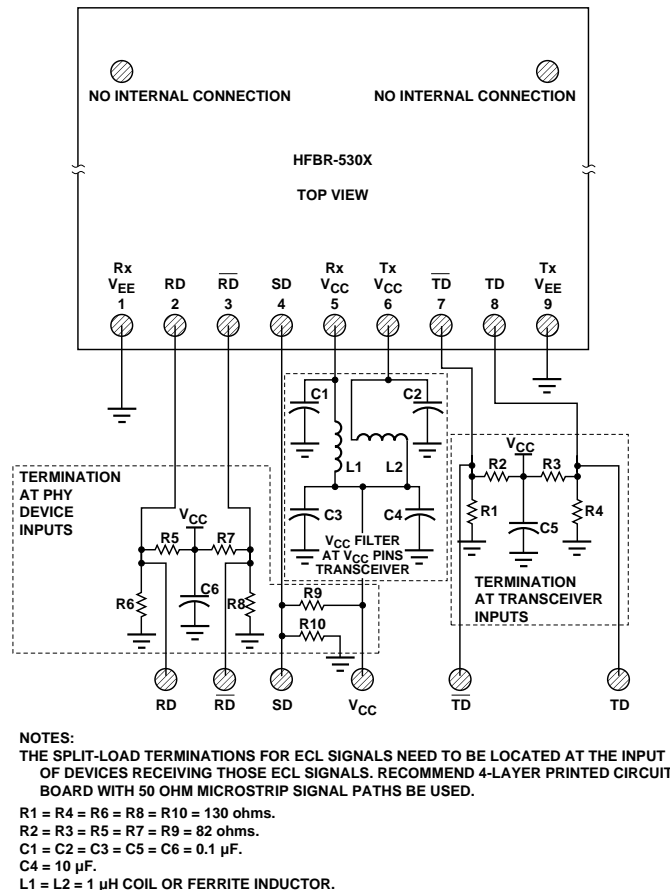 NO INTERNAL CONNECTION NO INTERNAL CONNECTION
HFBR-530X
TOP VIEW
Rx Rx Tx Tx
VEE RD R̅D̅ SD VCC VCC T̅D̅ TD VEE
1 2 3 4 5 6 7 8 9
C1 C2
L1 L2
VCC
R2 R3
TERMINATION
AT PHY
DEVICE
INPUTS
C3 C4
R1 C5 R4
VCC
R5 R7
VCC FILTER
AT VCC PINS
TRANSCEIVER
TERMINATION
AT TRANSCEIVER
INPUTS
R6 C6 R8
R9
R10
RD R̅D̅ SD VCC T̅D̅ TD
NOTES:
THE SPLIT-LOAD TERMINATIONS FOR ECL SIGNALS NEED TO BE LOCATED AT THE INPUT
OF DEVICES RECEIVING THOSE ECL SIGNALS. RECOMMEND 4-LAYER PRINTED CIRCUIT
BOARD WITH 50 OHM MICROSTRIP SIGNAL PATHS BE USED.
R1 = R4 = R6 = R8 = R10 = 130 ohms.
R2 = R3 = R5 = R7 = R9 = 82 ohms.
C1 = C2 = C3 = C5 = C6 = 0.1 µF.
C4 = 10 µF.
L1 = L2 = 1 µH COIL OR FERRITE INDUCTOR.